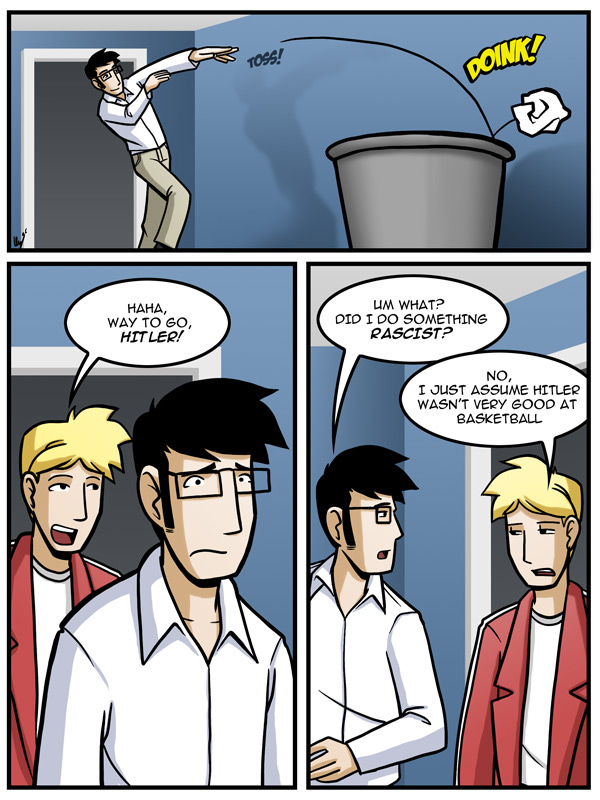 TOSS!
DOINK!
HAHA,
WAY TO GO,
HITLER!
UM WHAT?
DID I DO SOMETHING
RASCIST?
NO,
I JUST ASSUME HITLER
WASN'T VERY GOOD AT
BASKETBALL